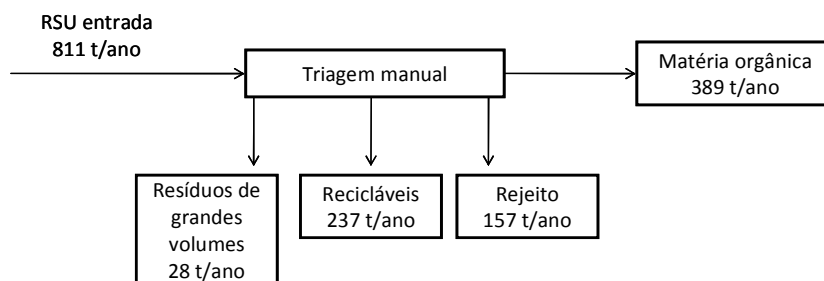 RSU entrada
811 t/ano
Triagem manual
Matéria orgânica
389 t/ano
Resíduos de
grandes
volumes
28 t/ano
Recicláveis
237 t/ano
Rejeito
157 t/ano